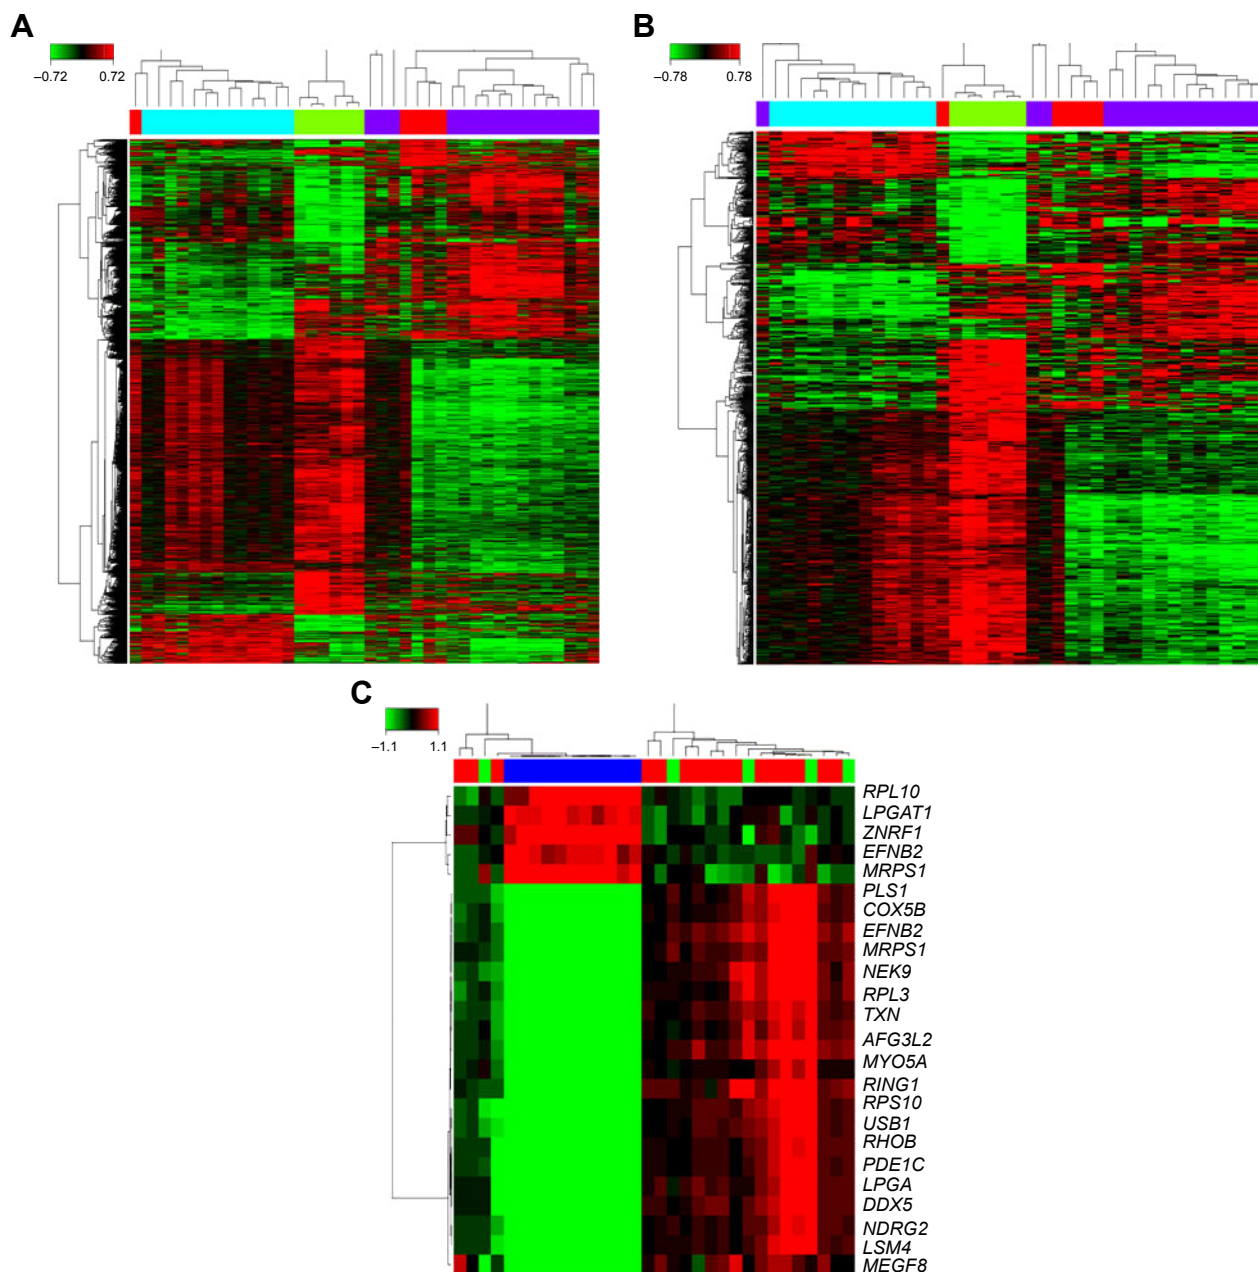 A
B
−0.72 0.72
−0.78 0.78
C
−1.1 1.1
RPL10
LPGAT1
ZNRF1
EFNB2
MRPS1
PLS1
COX5B
EFNB2
MRPS1
NEK9
RPL3
TXN
AFG3L2
MYO5A
RING1
RPS10
USB1
RHOB
PDE1C
LPGA
DDX5
NDRG2
LSM4
MEGF8